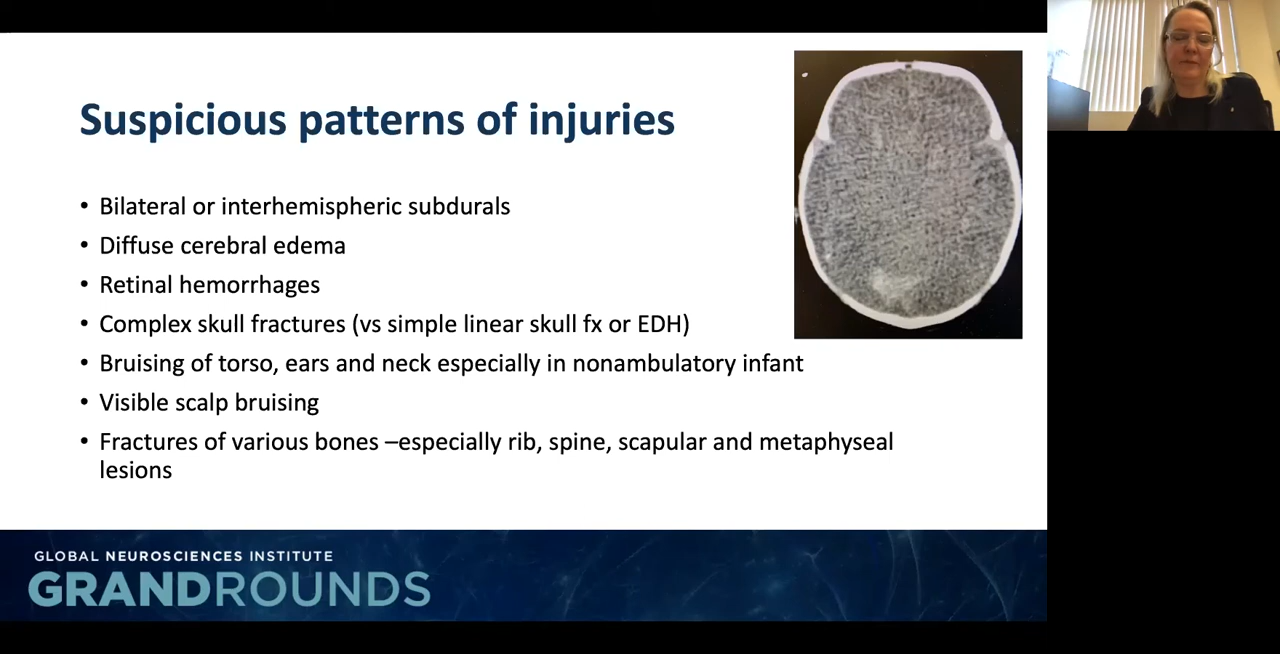 Suspicious patterns of injuries
• Bilateral or interhemispheric subdurals
• Diffuse cerebral edema
• Retinal hemorrhages
• Complex skull fractures (vs simple linear skull fx or EDH)
• Bruising of torso, ears and neck especially in nonambulatory infant
• Visible scalp bruising
• Fractures of various bones –especially rib, spine, scapular and metaphyseal
lesions
GLOBAL NEUROSCIENCES INSTITUTE
GRANDROUNDS